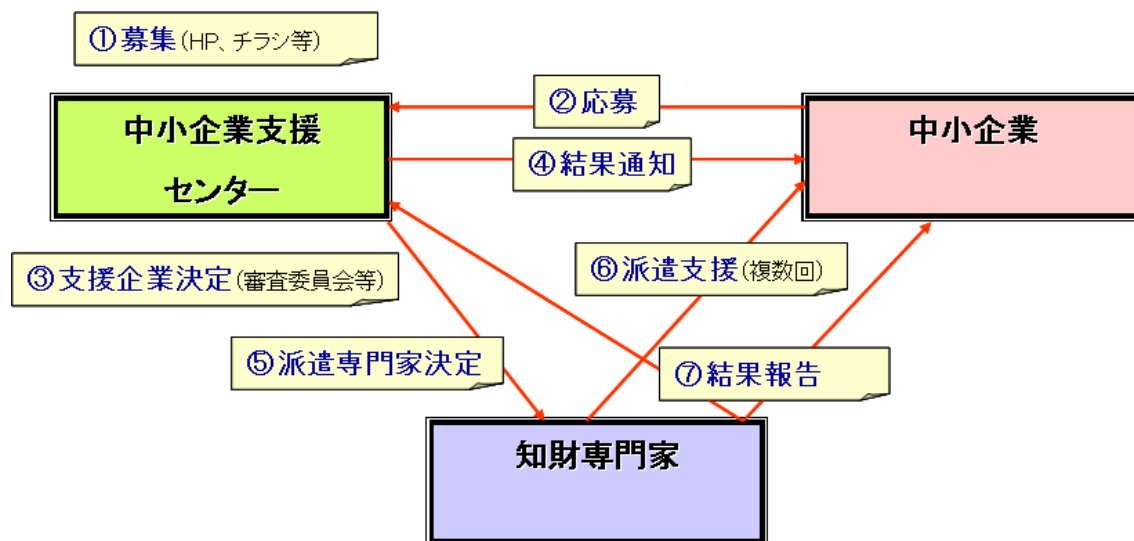 ①募集(HP、チラシ等)
②応募
中小企業支援
センター
中小企業
④結果通知
③支援企業決定(審査委員会等)
⑥派遣支援(複数回)
⑤派遣専門家決定
⑦結果報告
知財専門家